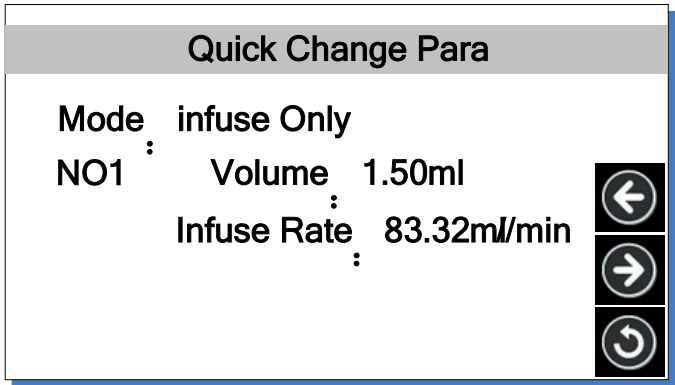 Quick Change Para
Mode: infuse Only
NO1 Volume: 1.50ml
Infuse Rate: 83.32ml/min